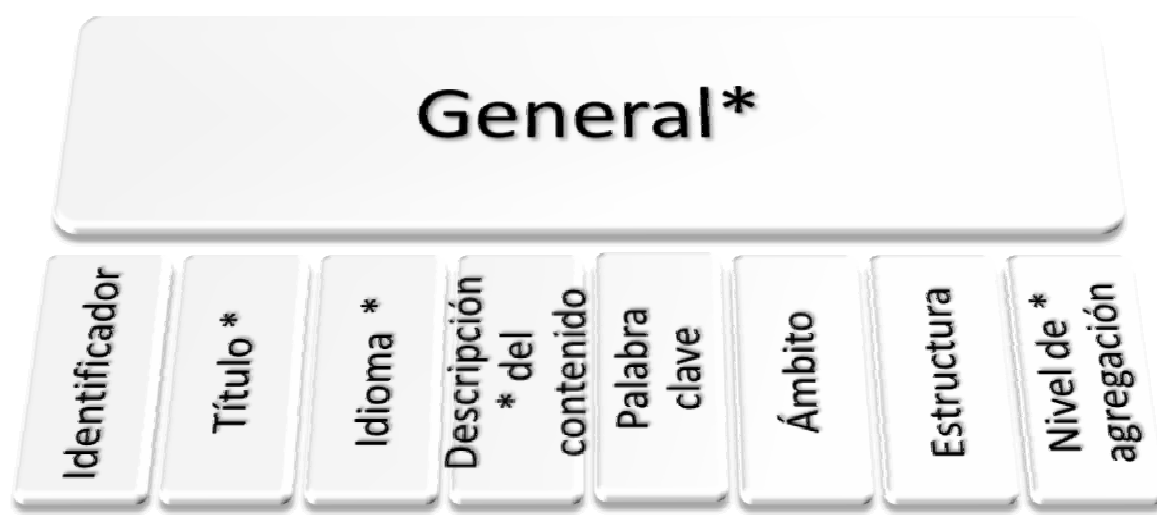 General*
Identificador
Título *
Idioma *
Descripción
* del
contenido
Palabra
clave
Ámbito
Estructura
Nivel de *
agregación